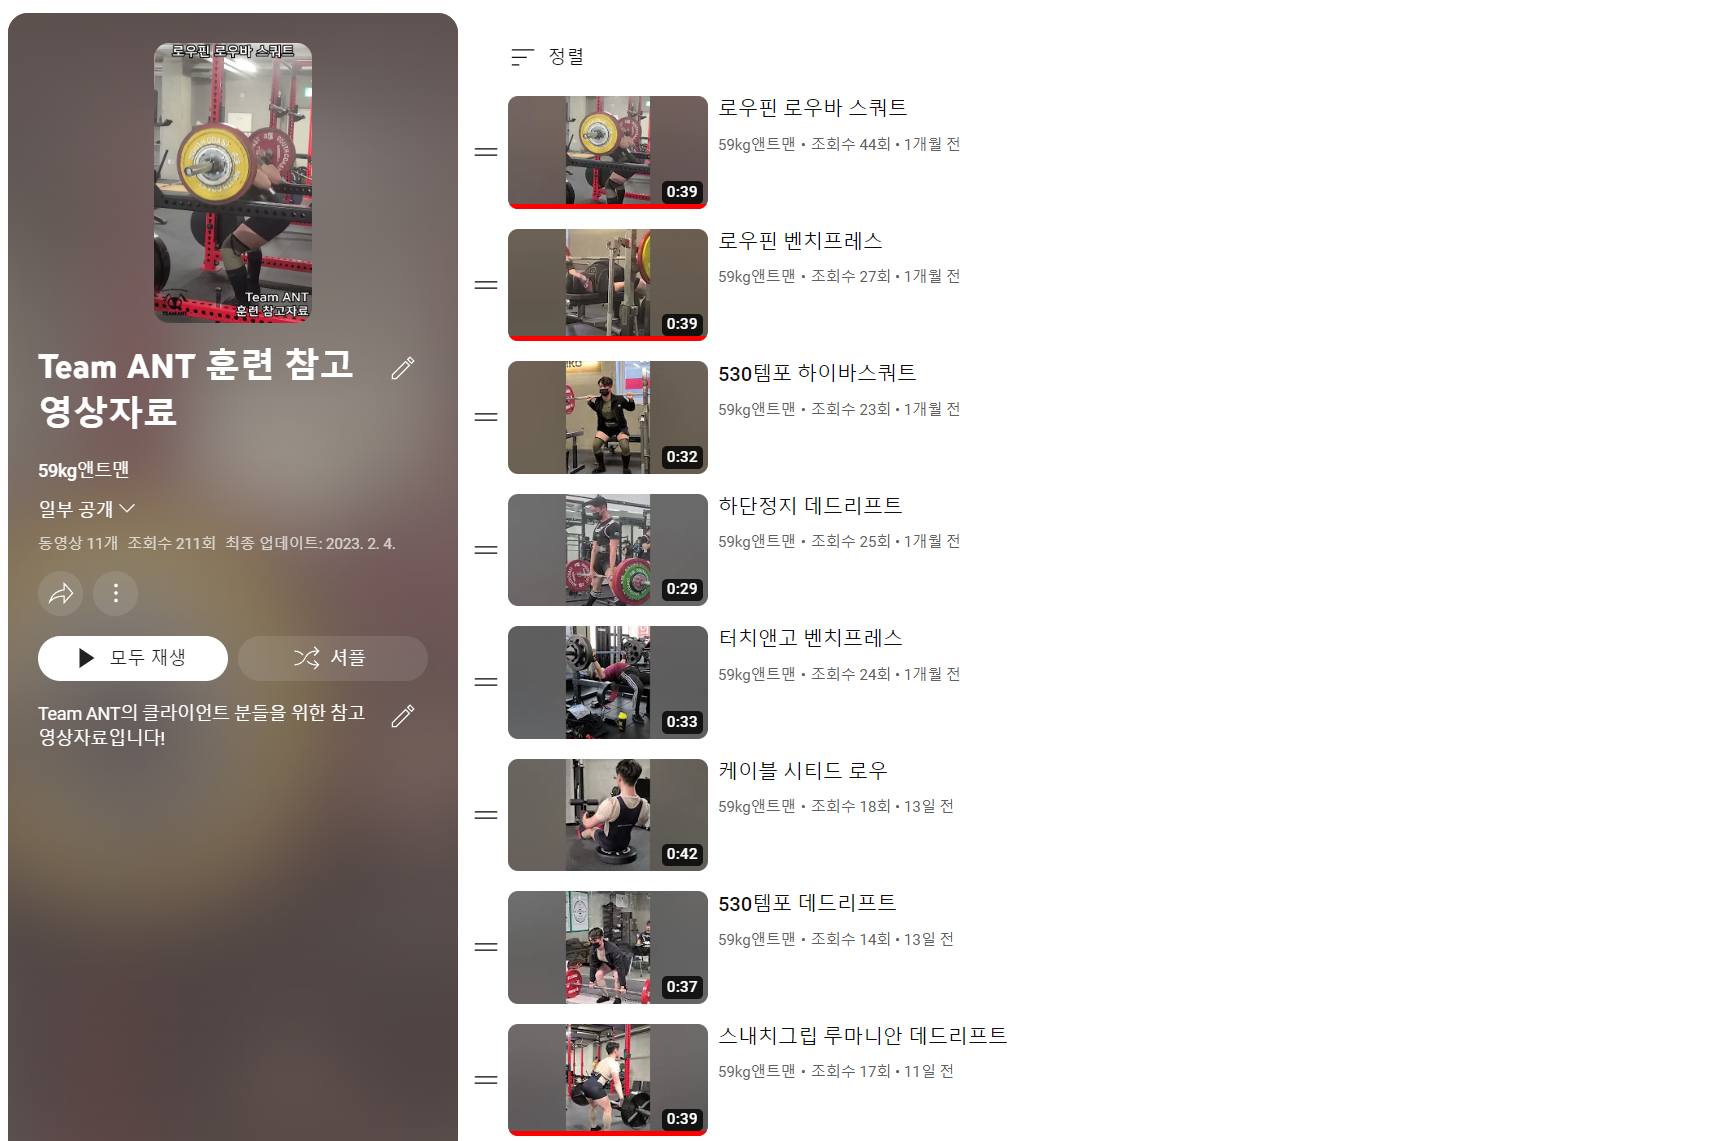 로우핀 로우바 스쿼트
Team ANT
훈련 참고자료
Team ANT 훈련 참고
영상자료
59kg앤트맨
일부 공개
동영상 11개 조회수 211회 최종 업데이트: 2023. 2. 4.
모두 재생
셔플
Team ANT의 클라이언트 분들을 위한 참고
영상자료입니다!
정렬
로우핀 로우바 스쿼트
59kg앤트맨 • 조회수 44회 • 1개월 전
0:39
로우핀 벤치프레스
59kg앤트맨 • 조회수 27회 • 1개월 전
0:39
530템포 하이바스쿼트
59kg앤트맨 • 조회수 23회 • 1개월 전
0:32
하단정지 데드리프트
59kg앤트맨 • 조회수 25회 • 1개월 전
0:29
터치앤고 벤치프레스
59kg앤트맨 • 조회수 24회 • 1개월 전
0:33
케이블 시티드 로우
59kg앤트맨 • 조회수 18회 • 13일 전
0:42
530템포 데드리프트
59kg앤트맨 • 조회수 14회 • 13일 전
0:37
스내치그립 루마니안 데드리프트
59kg앤트맨 • 조회수 17회 • 11일 전
0:39